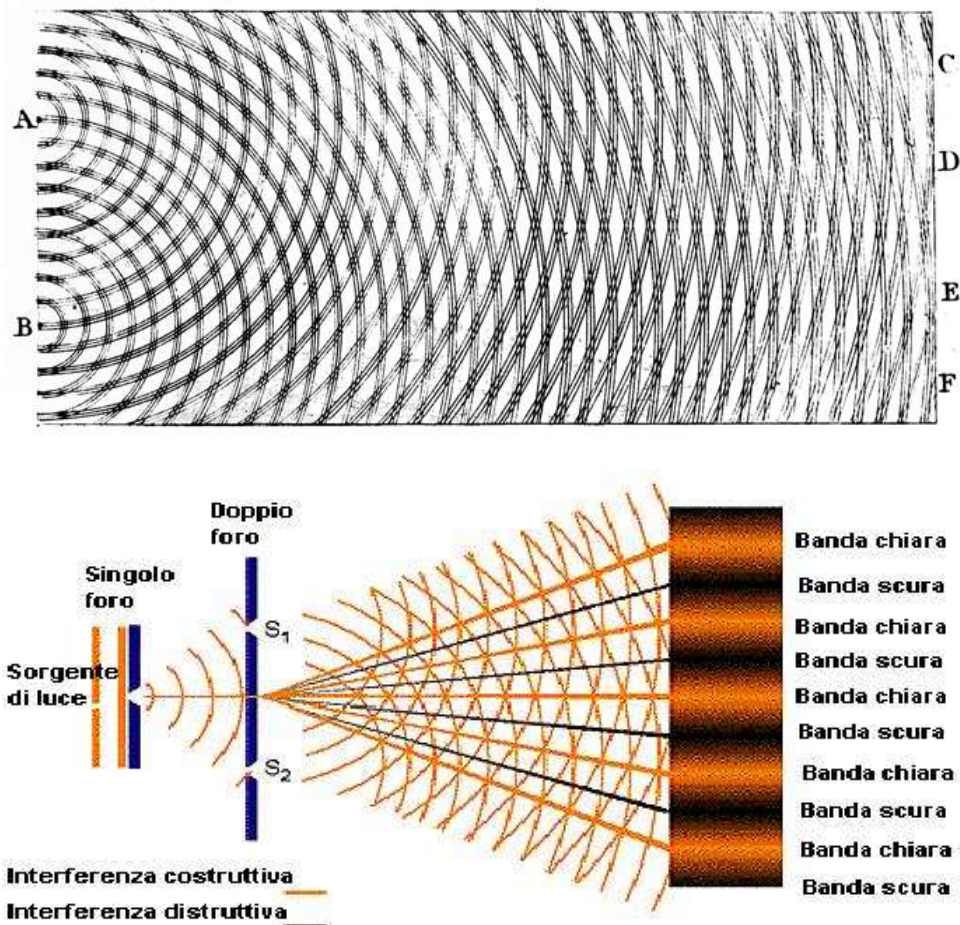 A
B
C
D
E
F
Doppio
foro
Singolo
foro
Sorgente
di luce
S1
S2
Banda chiara
Banda scura
Banda chiara
Banda scura
Banda chiara
Banda scura
Banda chiara
Banda scura
Banda chiara
Banda scura
Interferenza costruttiva
Interferenza distruttiva